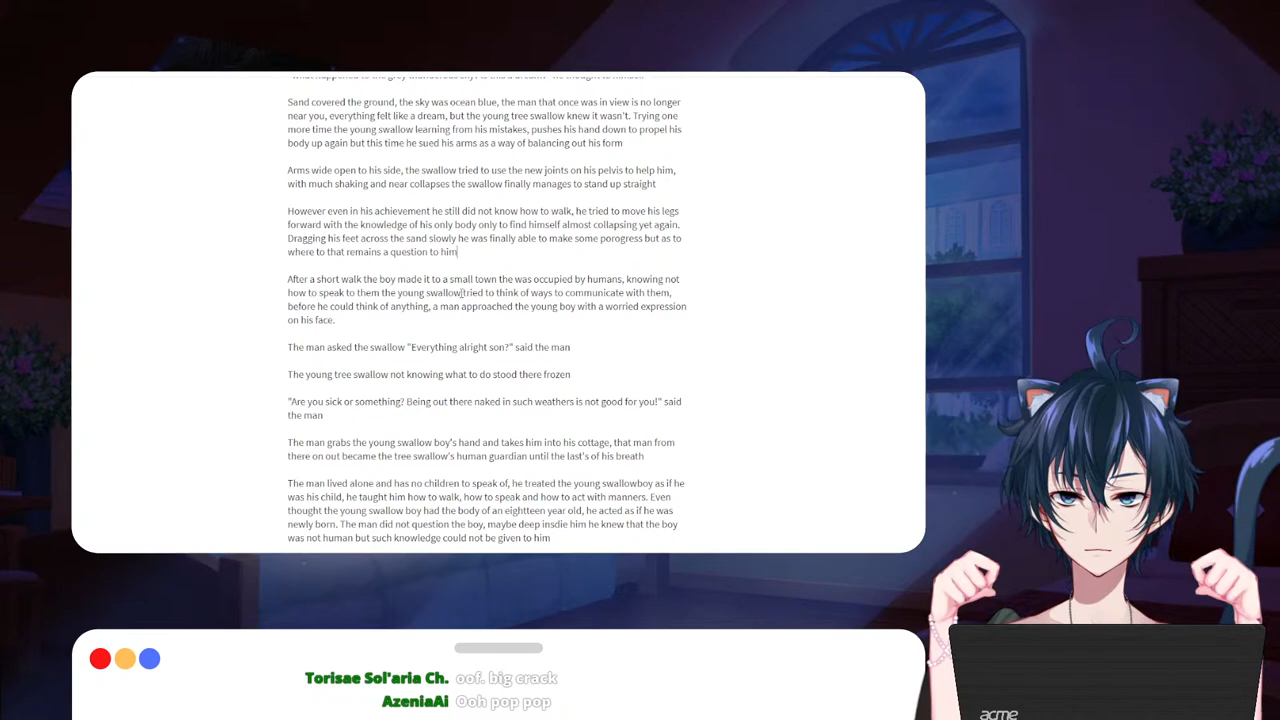 Sand covered the ground, the sky was ocean blue, the man that once was in view is no longer
near you, everything felt like a dream, but the young tree swallow knew it wasn't. Trying one
more time the young swallow learning from his mistakes, pushes his hand down to propel his
body up again but this time he sued his arms as a way of balancing out his form
Arms wide open to his side, the swallow tried to use the new joints on his pelvis to help him,
with much shaking and near collapses the swallow finally manages to stand up straight
However even in his achievement he still did not know how to walk, he tried to move his legs
forward with the knowledge of his only body only to find himself almost collapsing yet again.
Dragging his feet across the sand slowly he was finally able to make some porogress but as to
where to that remains a question to him
After a short walk the boy made it to a small town the was occupied by humans, knowing not
how to speak to them the young swallow tried to think of ways to communicate with them,
before he could think of anything, a man approached the young boy with a worried expression
on his face.
The man asked the swallow "Everything alright son?" said the man
The young tree swallow not knowing what to do stood there frozen
"Are you sick or something? Being out there naked in such weathers is not good for you!" said
the man
The man grabs the young swallow boy's hand and takes him into his cottage, that man from
there on out became the tree swallow's human guardian until the last's of his breath
The man lived alone and has no children to speak of, he treated the young swallowboy as if he
was his child, he taught him how to walk, how to speak and how to act with manners. Even
thought the young swallow boy had the body of an eightteen year old, he acted as if he was
newly born. The man did not question the boy, maybe deep insdie him he knew that the boy
was not human but such knowledge could not be given to him
Torisae Sol'aria Ch. oof. big crack
AzeniaAi Ooh pop pop
acme